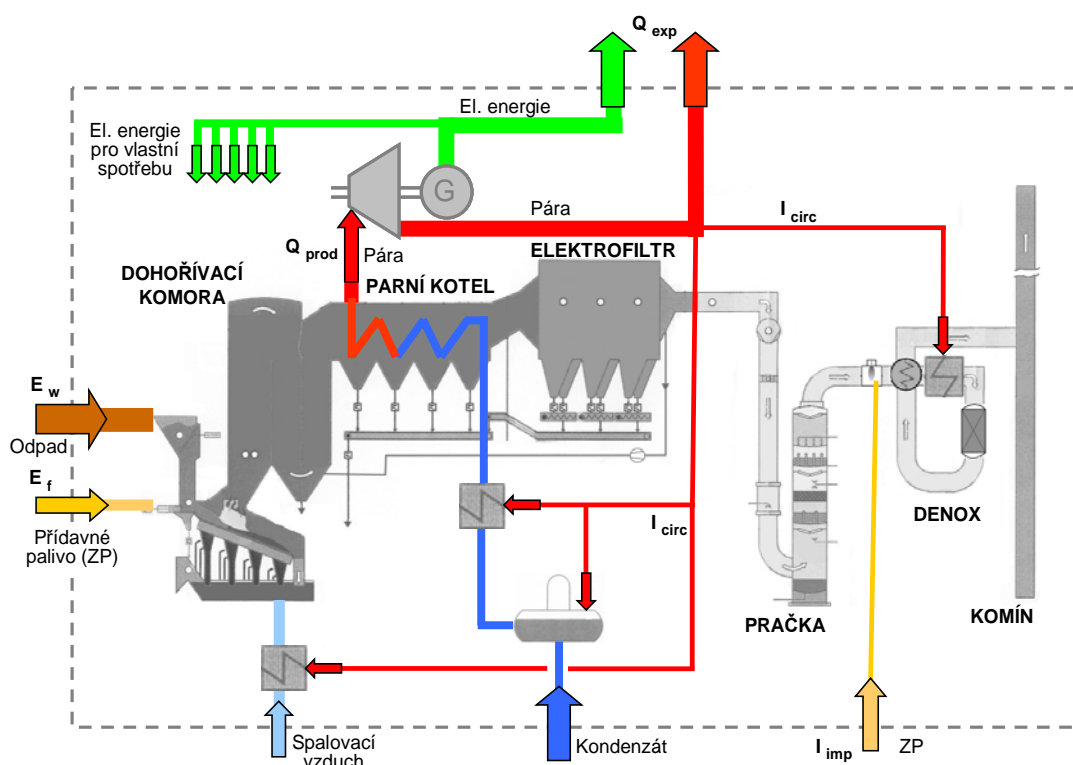 Q exp
El. energie
El. energie
pro vlastní
spotřebu
G
Pára
I circ
Q prod
Pára
ELEKTROFILTR
DOHOŘÍVACÍ
KOMORA
PARNÍ KOTEL
E w
Odpad
E f
Přídavné
palivo (ZP)
I circ
DENOX
PRAČKA
KOMÍN
Spalovací
vzduch
Kondenzát
I imp
ZP